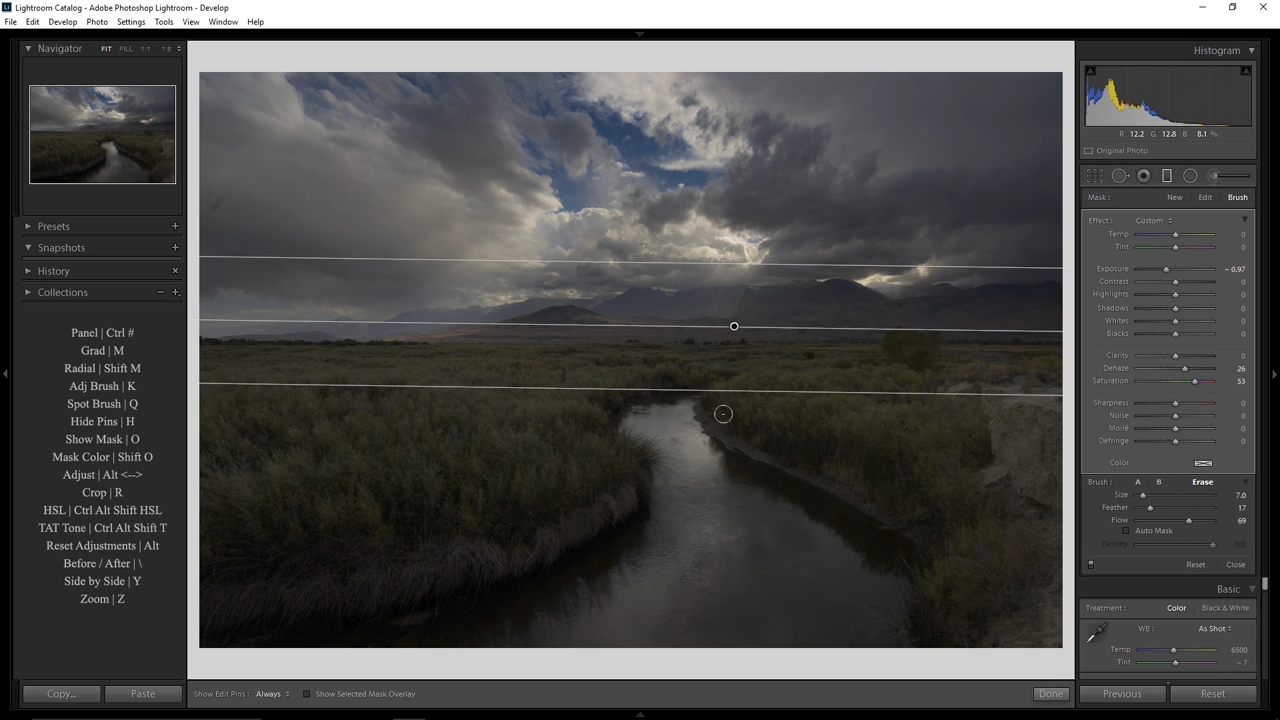 Lightroom Catalog - Adobe Photoshop Lightroom - Develop
File Edit Develop Photo Settings Tools View Window Help
Navigator FIT FILL 1:1 1:8
Presets
Snapshots
History
Collections
Panel | Ctrl #
Grad | M
Radial | Shift M
Adj Brush | K
Spot Brush | Q
Hide Pins | H
Show Mask | O
Mask Color | Shift O
Adjust | Alt <-->
Crop | R
HSL | Ctrl Alt Shift HSL
TAT Tone | Ctrl Alt Shift T
Reset Adjustments | Alt
Before / After | \
Side by Side | Y
Zoom | Z
Copy... Paste
Show Edit Pins : Always Show Selected Mask Overlay Done
Histogram
R 12.2 G 12.8 B 8.1 %
Original Photo
Mask : New Edit Brush
Effect : Custom
Temp 0
Tint 0
Exposure – 0.97
Contrast 0
Highlights 0
Shadows 0
Whites 0
Blacks 0
Clarity 0
Dehaze 26
Saturation 53
Sharpness 0
Noise 0
Moiré 0
Defringe 0
Color
Brush : A B Erase
Size 7.0
Feather 17
Flow 69
Auto Mask
Density 100
Reset Close
Basic
Treatment : Color Black & White
WB : As Shot
Temp 6500
Tint – 7
Previous Reset